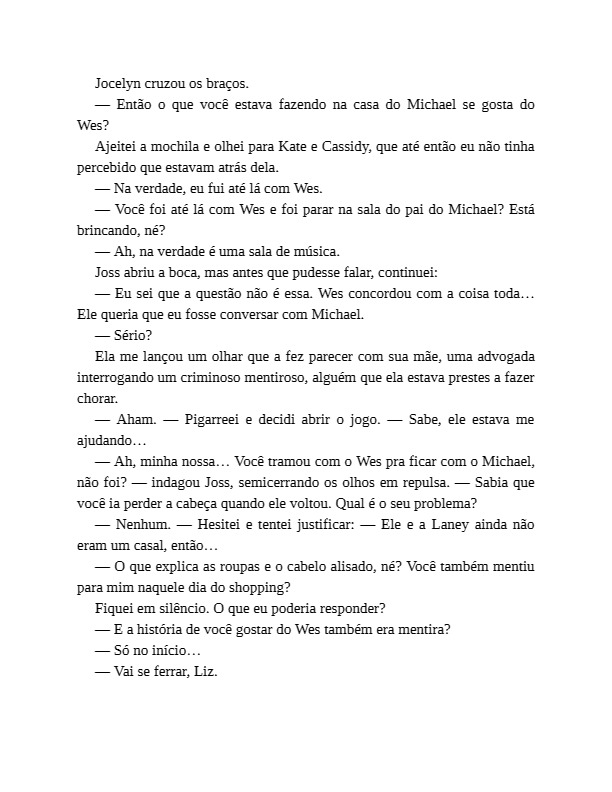 Jocelyn cruzou os braços.
— Então o que você estava fazendo na casa do Michael se gosta do
Wes?
Ajeitei a mochila e olhei para Kate e Cassidy, que até então eu não tinha
percebido que estavam atrás dela.
— Na verdade, eu fui até lá com Wes.
— Você foi até lá com Wes e foi parar na sala do pai do Michael? Está
brincando, né?
— Ah, na verdade é uma sala de música.
Joss abriu a boca, mas antes que pudesse falar, continuei:
— Eu sei que a questão não é essa. Wes concordou com a coisa toda…
Ele queria que eu fosse conversar com Michael.
— Sério?
Ela me lançou um olhar que a fez parecer com sua mãe, uma advogada
interrogando um criminoso mentiroso, alguém que ela estava prestes a fazer
chorar.
— Aham. — Pigarreei e decidi abrir o jogo. — Sabe, ele estava me
ajudando…
— Ah, minha nossa… Você tramou com o Wes pra ficar com o Michael,
não foi? — indagou Joss, semicerrando os olhos em repulsa. — Sabia que
você ia perder a cabeça quando ele voltou. Qual é o seu problema?
— Nenhum. — Hesitei e tentei justificar: — Ele e a Laney ainda não
eram um casal, então…
— O que explica as roupas e o cabelo alisado, né? Você também mentiu
para mim naquele dia do shopping?
Fiquei em silêncio. O que eu poderia responder?
— E a história de você gostar do Wes também era mentira?
— Só no início…
— Vai se ferrar, Liz.